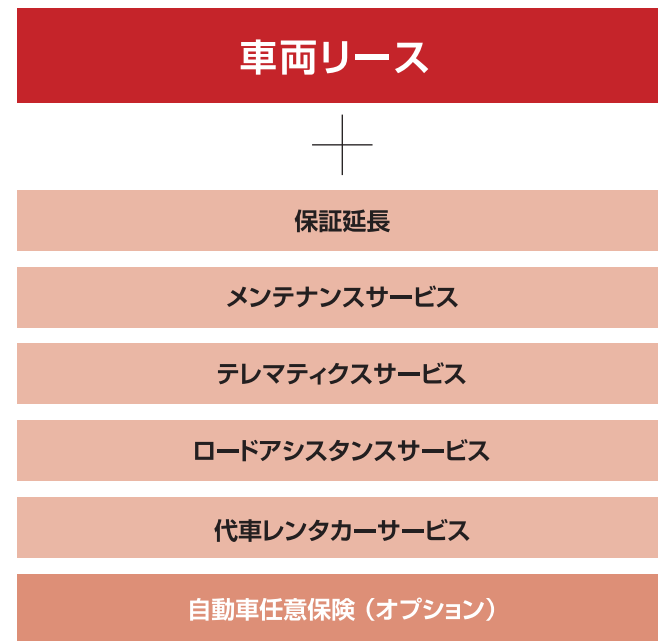 車両リース
保証延長
メンテナンスサービス
テレマティクスサービス
ロードアシスタンスサービス
代車レンタカーサービス
自動車任意保険（オプション）